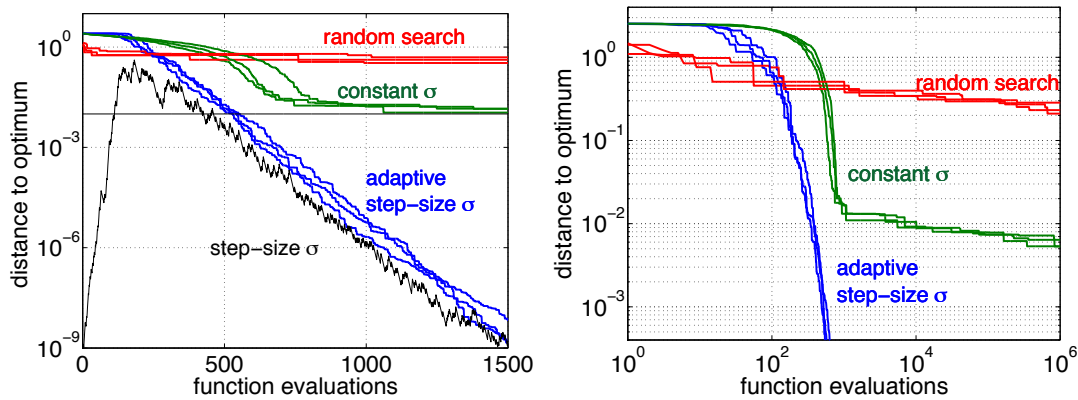 10^0
10^-2
10^-3
10^-6
10^-9
distance to optimum
random search
constant σ
adaptive
step-size σ
step-size σ
0
500
1000
1500
function evaluations
10^0
10^-1
10^-2
10^-3
distance to optimum
random search
constant σ
adaptive
step-size σ
10^0
10^2
10^4
10^6
function evaluations